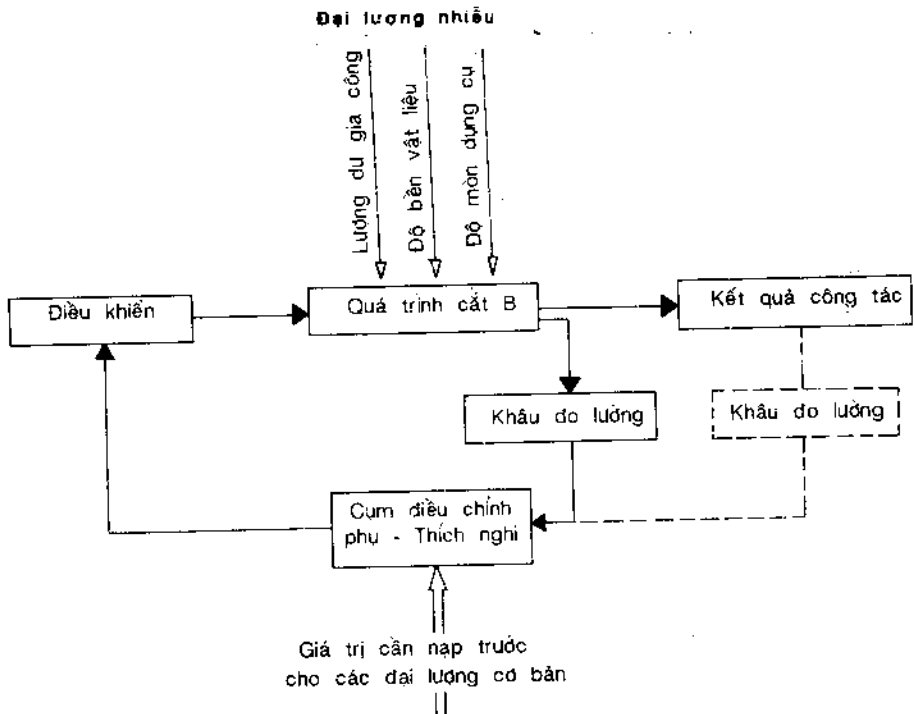 Đại lượng nhiễu
Lượng dư gia công
Độ bền vật liệu
Độ mòn dụng cụ
Điều khiển
Quá trình cắt B
Kết quả công tác
Khâu đo lường
Khâu đo lường
Cụm điều chỉnh
phụ - Thích nghi
Giá trị cần nạp trước
cho các đại lượng cơ bản